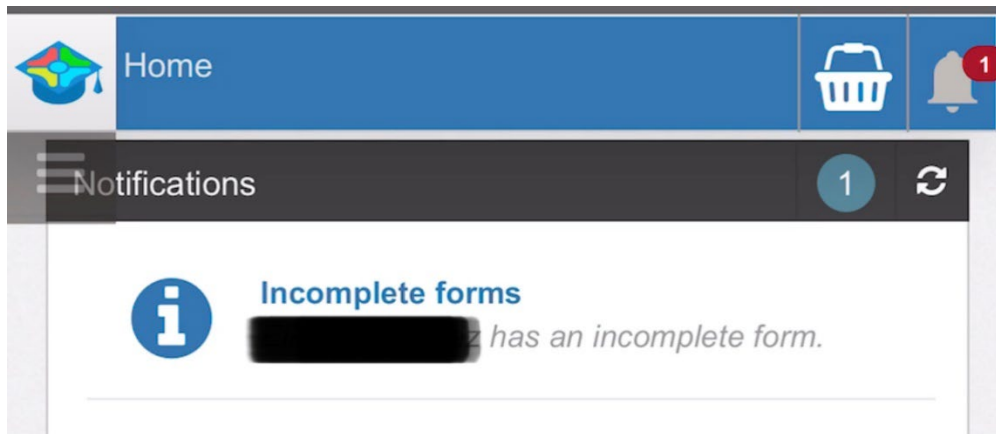 Home
1
Notifications
1
Incomplete forms
has an incomplete form.